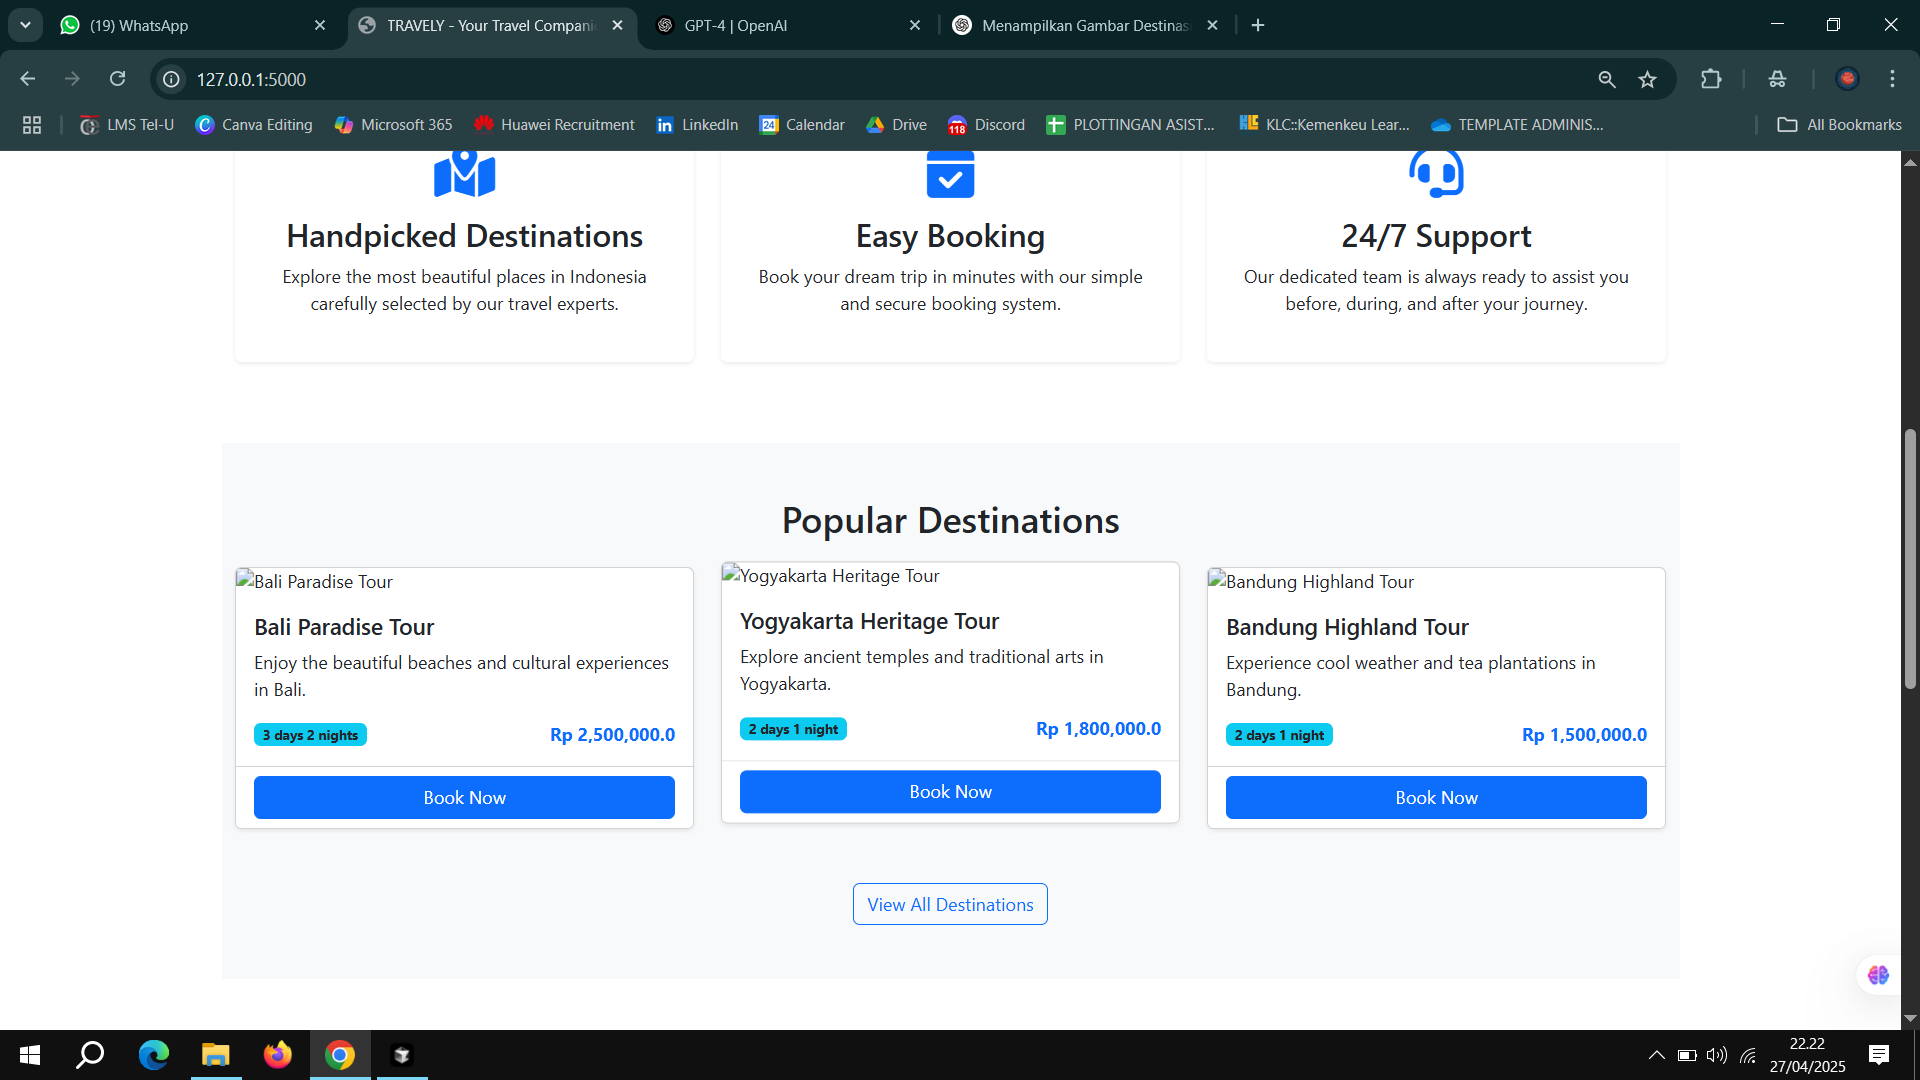 (19) WhatsApp
TRAVELY - Your Travel Compani
GPT-4 | OpenAI
Menampilkan Gambar Destinas
127.0.0.1:5000
LMS Tel-U
Canva Editing
Microsoft 365
Huawei Recruitment
LinkedIn
24
Calendar
Drive
118
Discord
PLOTTINGAN ASIST...
KLC::Kemenkeu Lear...
TEMPLATE ADMINIS...
All Bookmarks
Handpicked Destinations
Explore the most beautiful places in Indonesia
carefully selected by our travel experts.
Easy Booking
Book your dream trip in minutes with our simple
and secure booking system.
24/7 Support
Our dedicated team is always ready to assist you
before, during, and after your journey.
Popular Destinations
Bali Paradise Tour
Bali Paradise Tour
Enjoy the beautiful beaches and cultural experiences
in Bali.
3 days 2 nights
Rp 2,500,000.0
Book Now
Yogyakarta Heritage Tour
Yogyakarta Heritage Tour
Explore ancient temples and traditional arts in
Yogyakarta.
2 days 1 night
Rp 1,800,000.0
Book Now
Bandung Highland Tour
Bandung Highland Tour
Experience cool weather and tea plantations in
Bandung.
2 days 1 night
Rp 1,500,000.0
Book Now
View All Destinations
22.22
27/04/2025